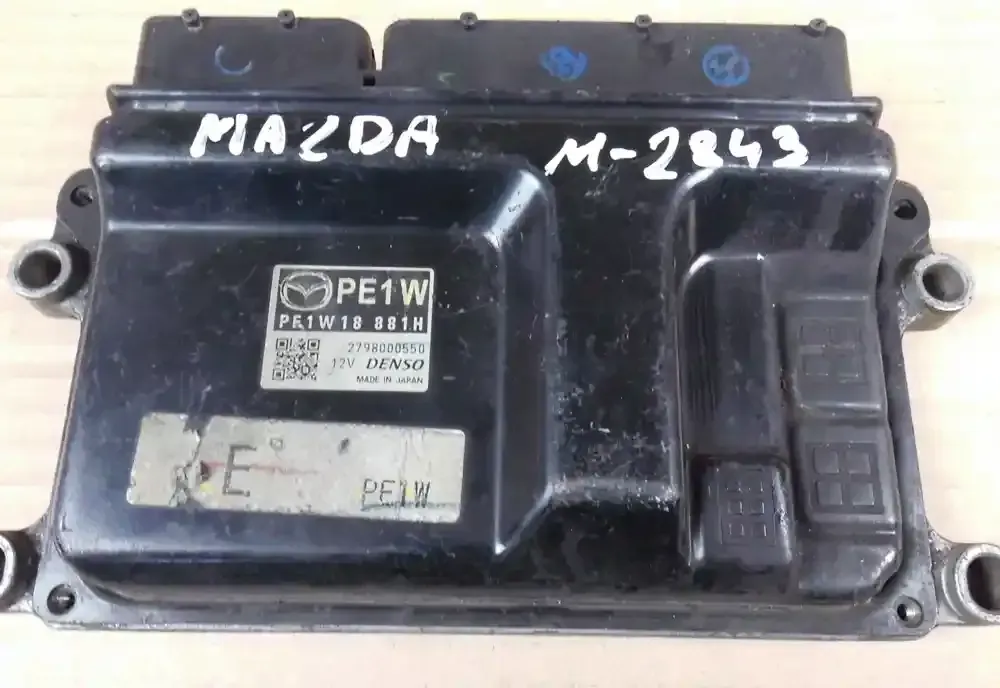 MAZDA M-2843
PE1W
PE1W18 881H
2798000550
12V DENSO
MADE IN JAPAN
E
PE1W